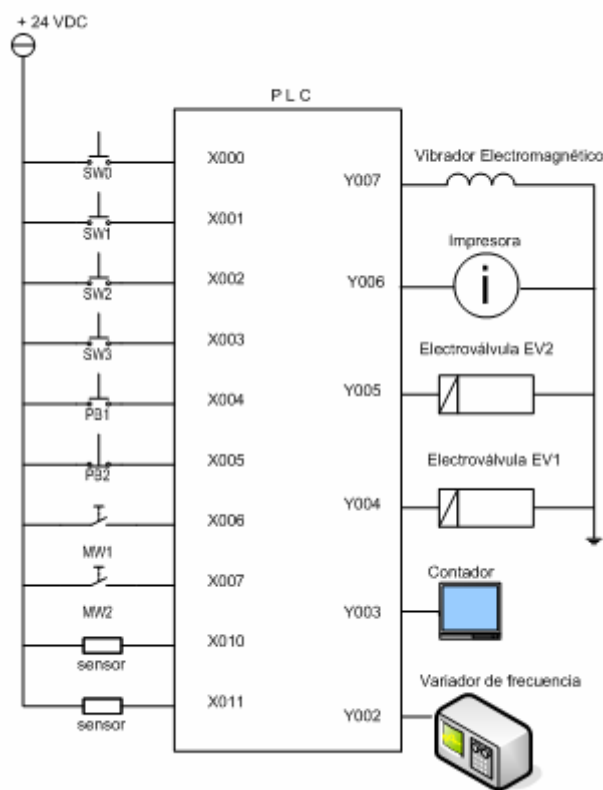 + 24 VDC
P L C
X000
SW0
X001
SW1
X002
SW2
X003
SW3
X004
PB1
X005
PB2
X006
MW1
X007
MW2
X010
sensor
X011
sensor
Vibrador Electromagnético
Y007
Impresora
Y006
i
Electroválvula EV2
Y005
Electroválvula EV1
Y004
Contador
Y003
Variador de frecuencia
Y002